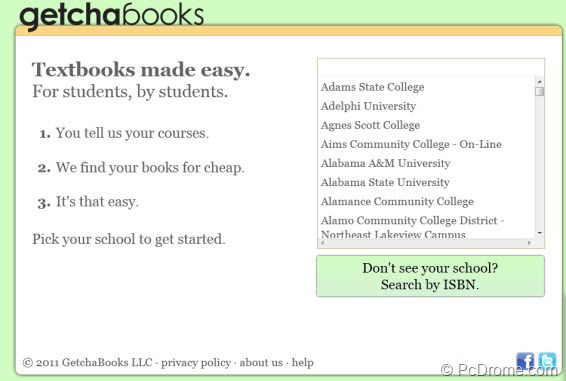 getchabooks
Textbooks made easy.
For students, by students.
1. You tell us your courses.
2. We find your books for cheap.
3. It's that easy.
Pick your school to get started.
Adams State College
Adelphi University
Agnes Scott College
Aims Community College - On-Line
Alabama A&M University
Alabama State University
Alamance Community College
Alamo Community College District -
Northeast Lakeview Campus
Don't see your school?
Search by ISBN.
© 2011 GetchaBooks LLC · privacy policy · about us · help
© PcDrome.com